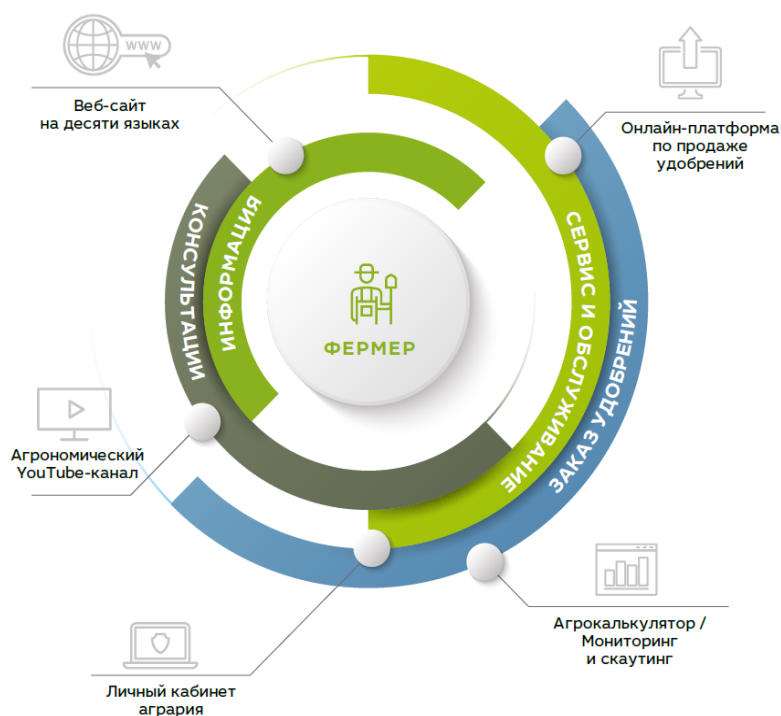 WWW
Веб-сайт
на десяти языках
Онлайн-платформа
по продаже
удобрений
КОНСУЛЬТАЦИИ
ИНФОРМАЦИЯ
СЕРВИС И ОБСЛУЖИВАНИЕ
ЗАКАЗ УДОБРЕНИЙ
ФЕРМЕР
Агрономический
YouTube-канал
Агрокалькулятор /
Мониторинг
и скаутинг
Личный кабинет
агрария